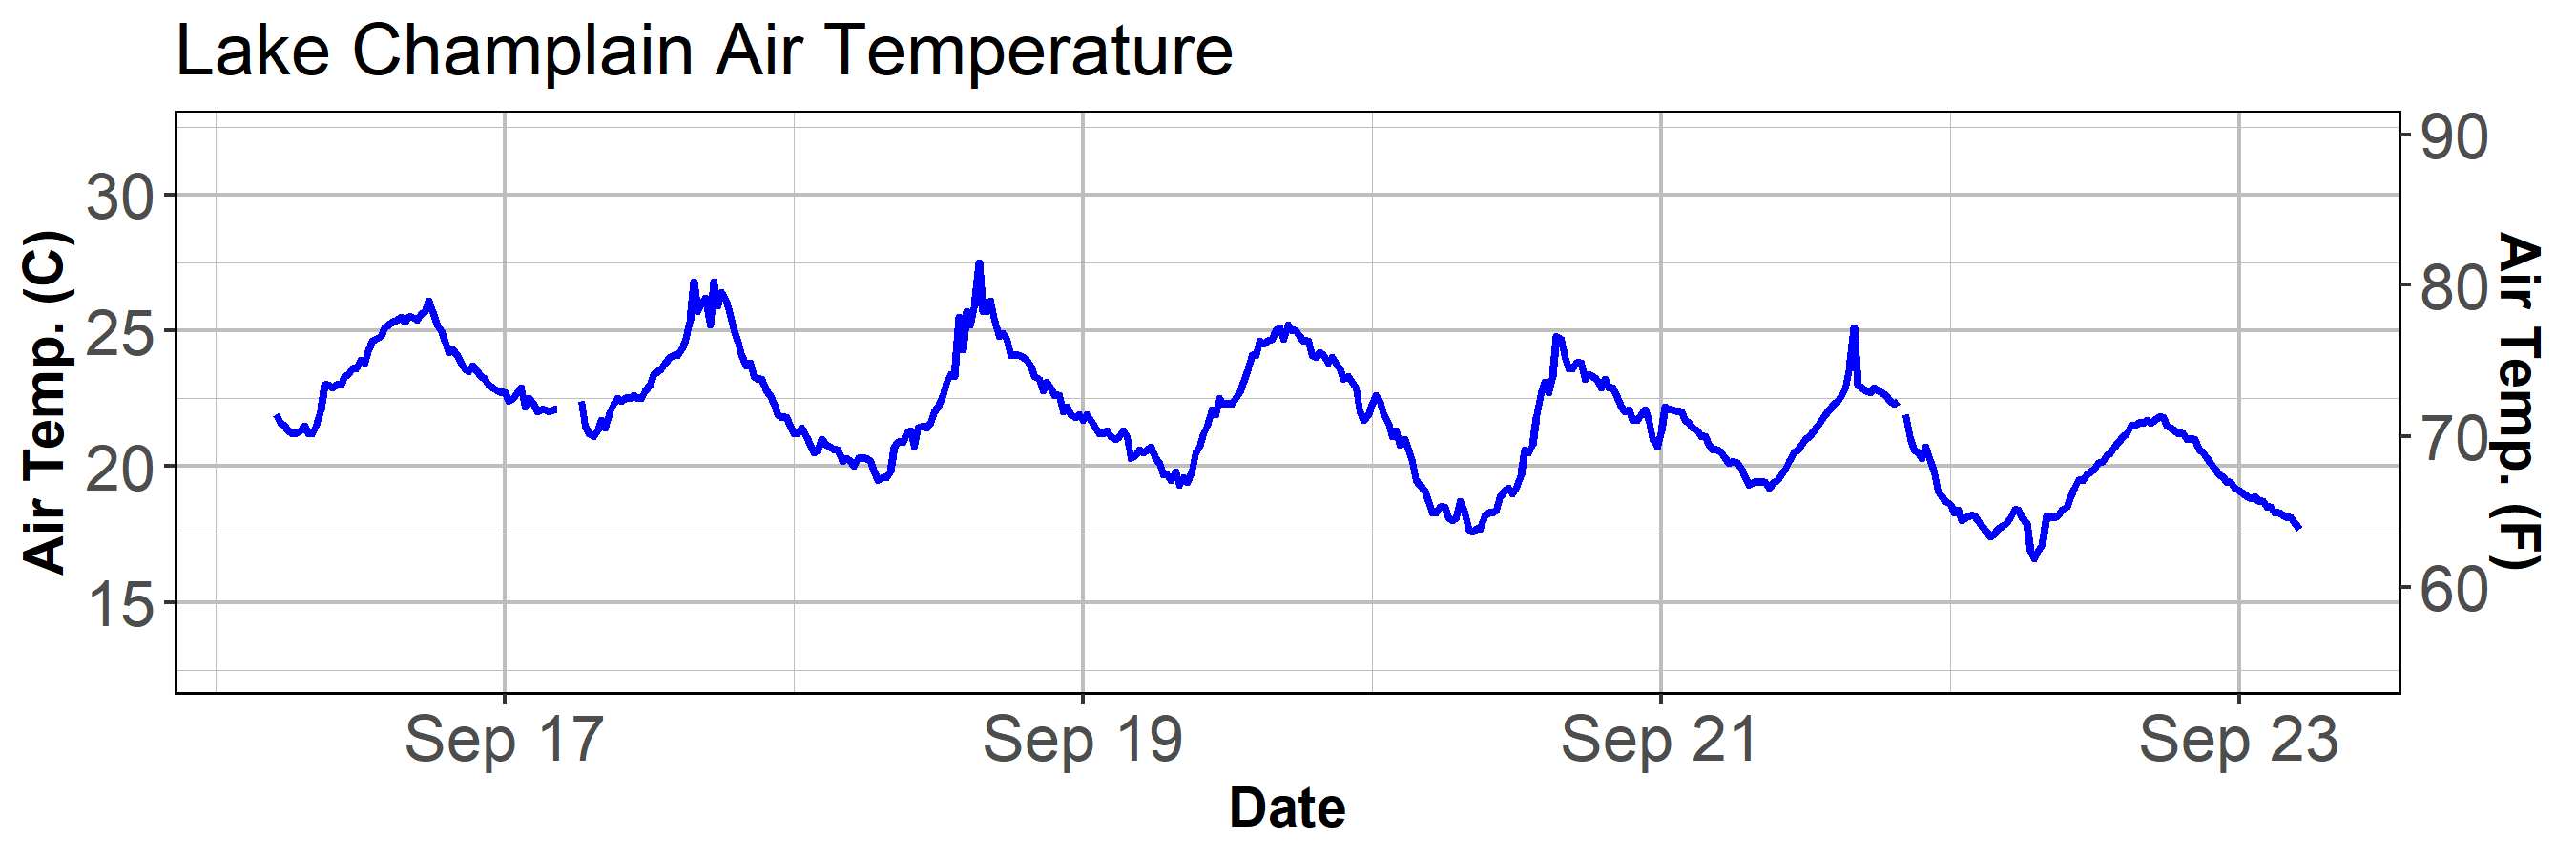 Lake Champlain Air Temperature
Air Temp. (C)
30
25
20
15
90
80
70
60
Air Temp. (F)
Sep 17
Sep 19
Sep 21
Sep 23
Date